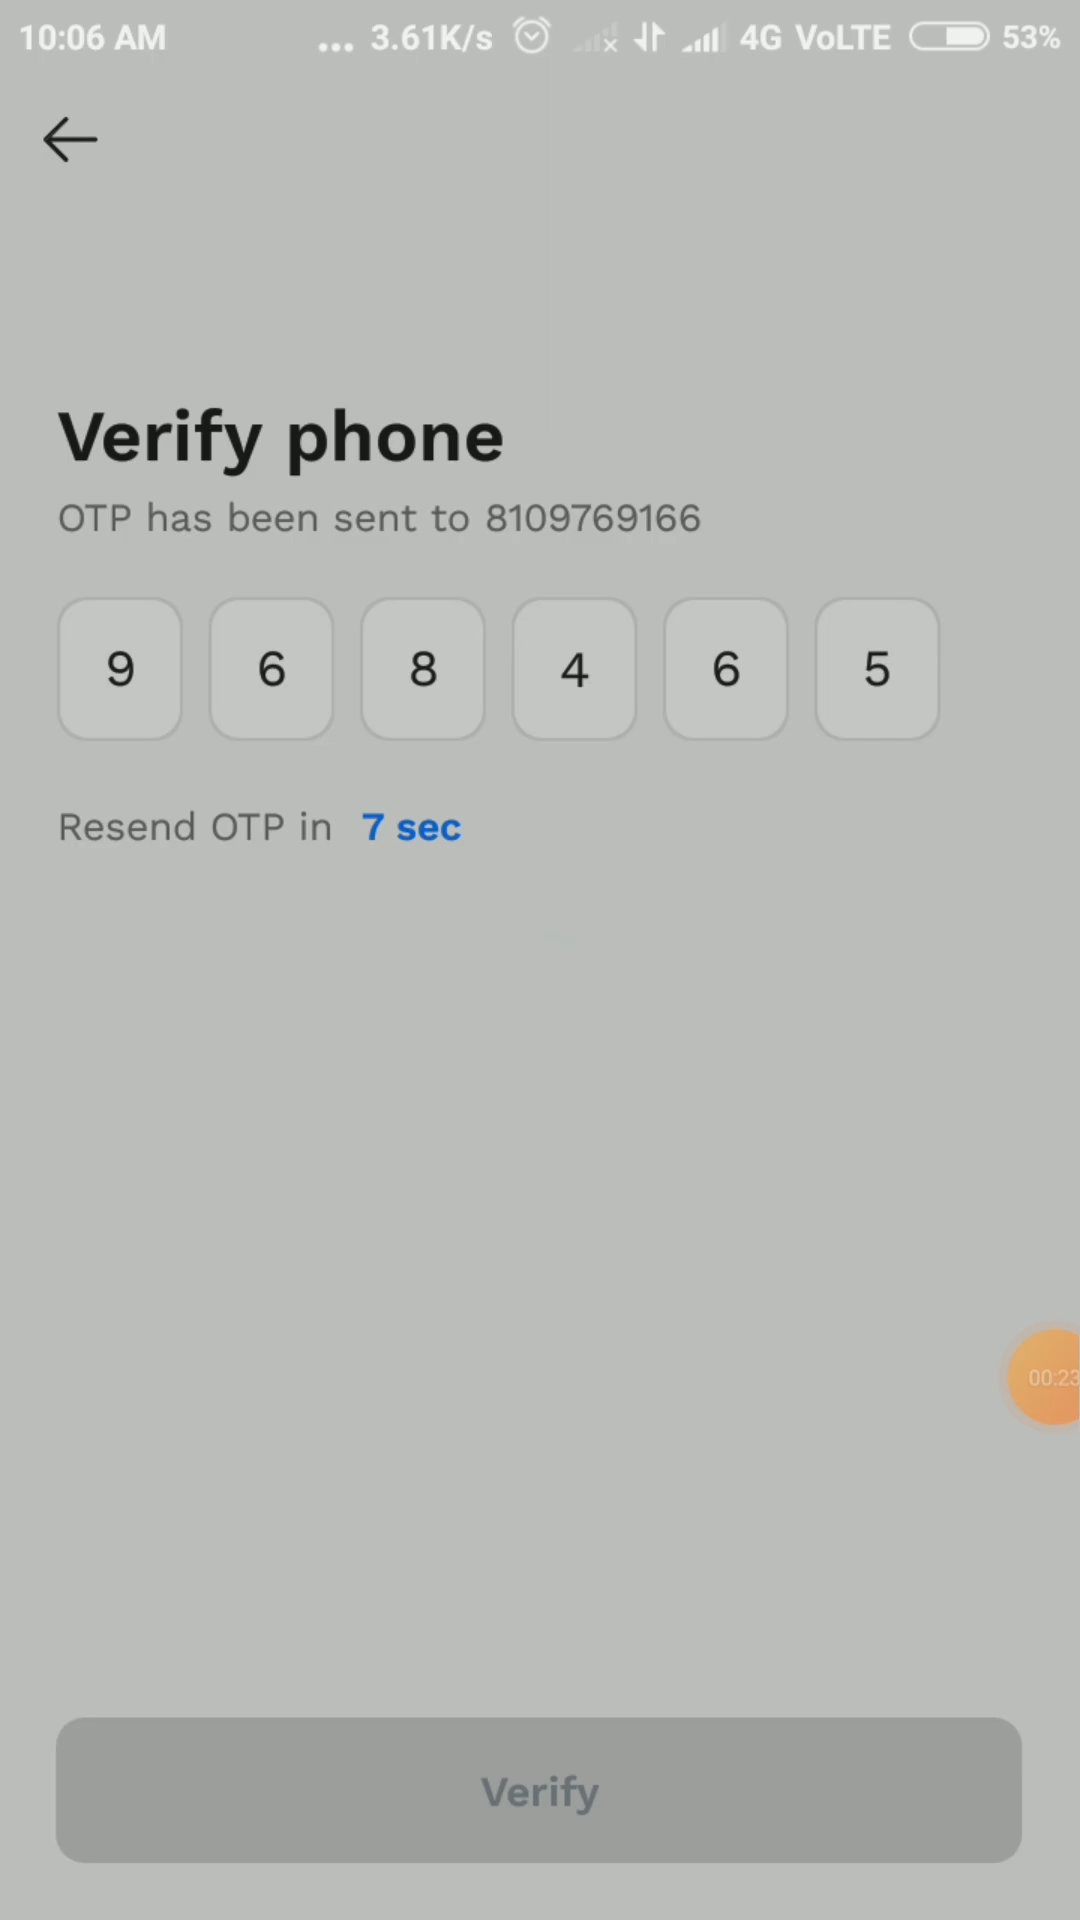 10:06 AM ... 3.61K/s 4G VoLTE 53%
Verify phone
OTP has been sent to 8109769166
9 6 8 4 6 5
Resend OTP in 7 sec
00:23
Verify